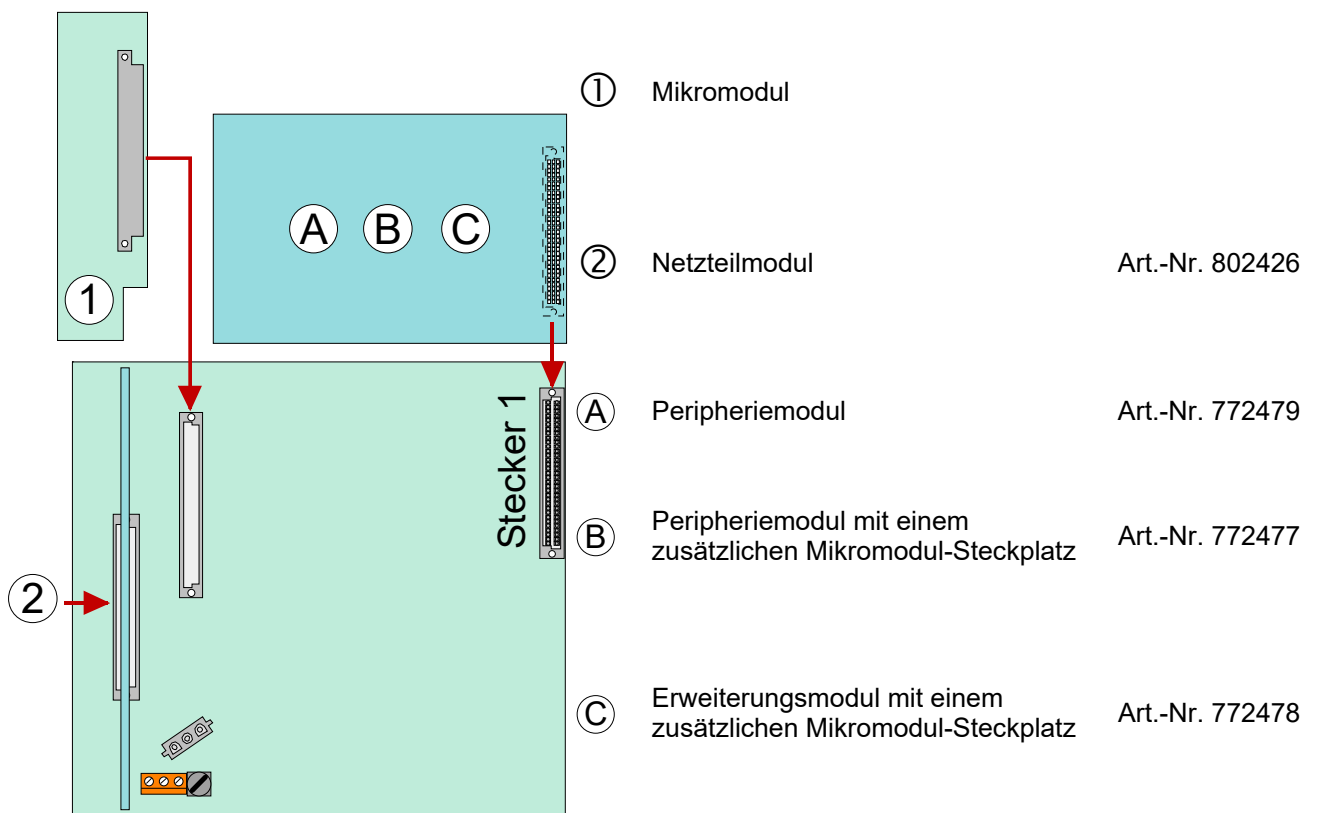 ① Mikromodul
A B C
② Netzteilmodul Art.-Nr. 802426
1
Stecker 1
Ⓐ Peripheriemodul Art.-Nr. 772479
Ⓑ Peripheriemodul mit einem
zusätzlichen Mikromodul-Steckplatz Art.-Nr. 772477
2
Ⓒ Erweiterungsmodul mit einem
zusätzlichen Mikromodul-Steckplatz Art.-Nr. 772478